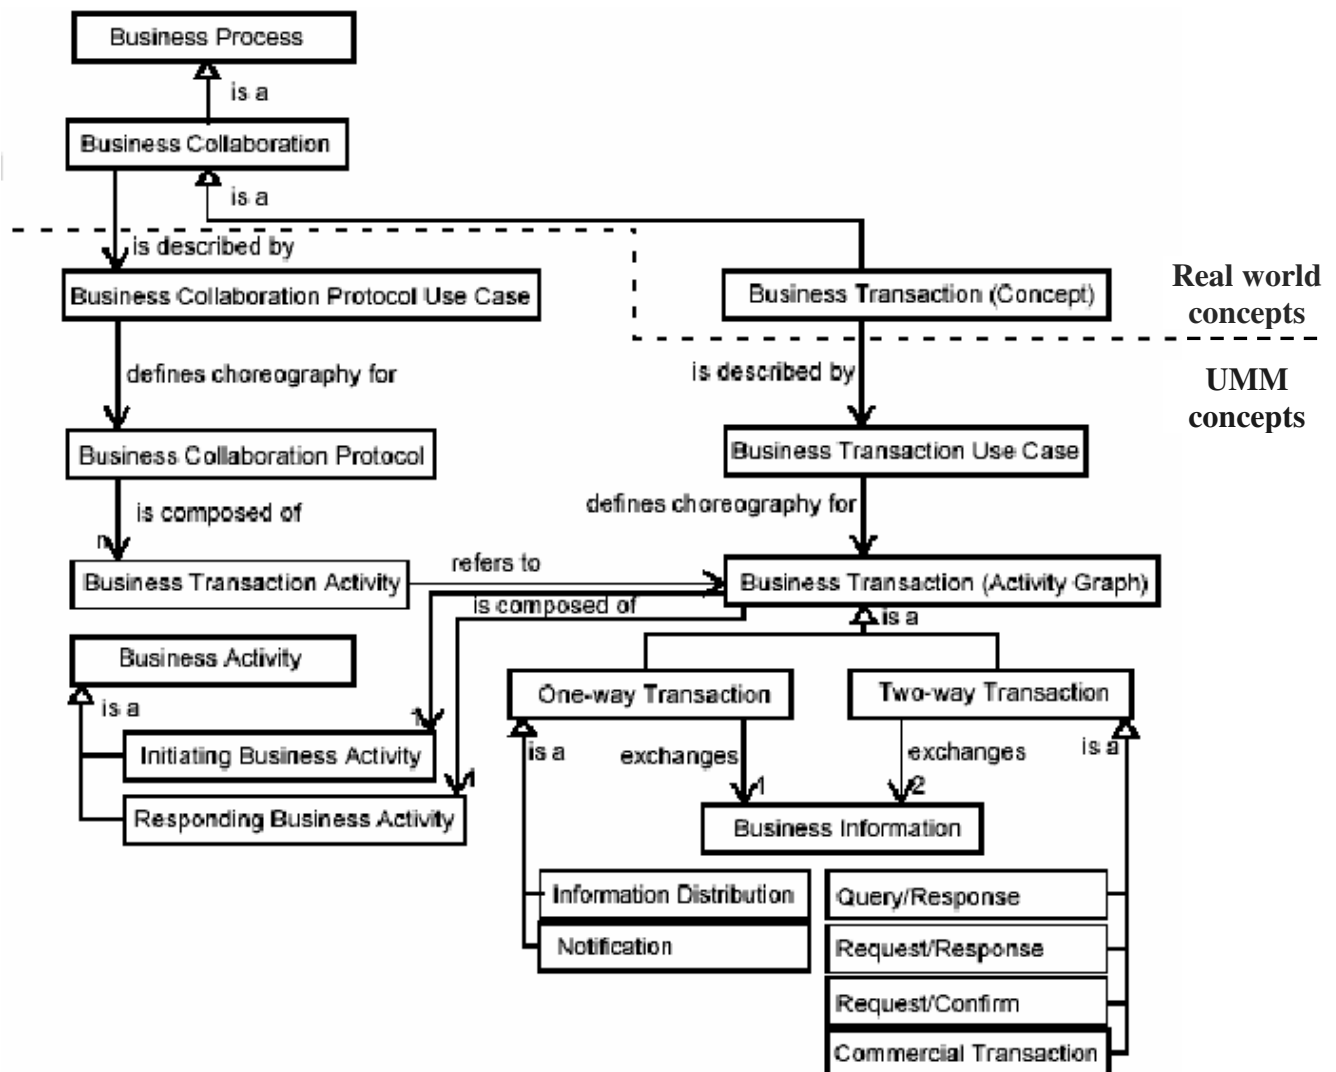 Business Process
is a
Business Collaboration
is a
is described by
Business Collaboration Protocol Use Case
Business Transaction (Concept)
Real world
concepts
defines choreography for
is described by
UMM
concepts
Business Collaboration Protocol
Business Transaction Use Case
is composed of
defines choreography for
n
refers to
Business Transaction Activity
Business Transaction (Activity Graph)
is composed of
is a
Business Activity
One-way Transaction
Two-way Transaction
is a
1
Initiating Business Activity
is a
exchanges
exchanges
is a
1
1
2
Responding Business Activity
Business Information
Information Distribution
Query/Response
Notification
Request/Response
Request/Confirm
Commercial Transaction